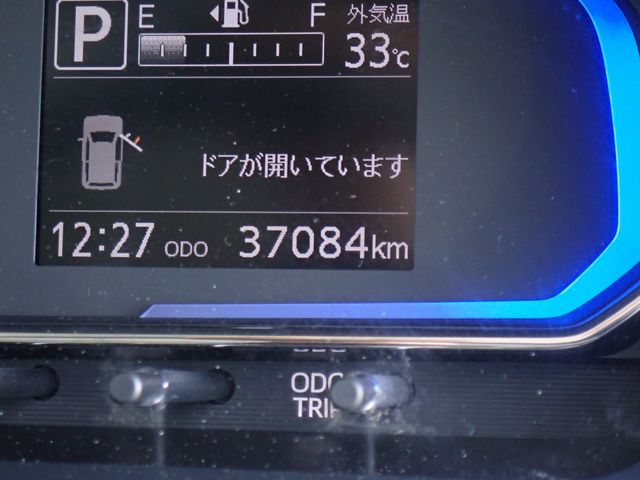 P E F 外気温
33℃
ドアが開いています
12:27 ODO 37084km
ODO
TRIP